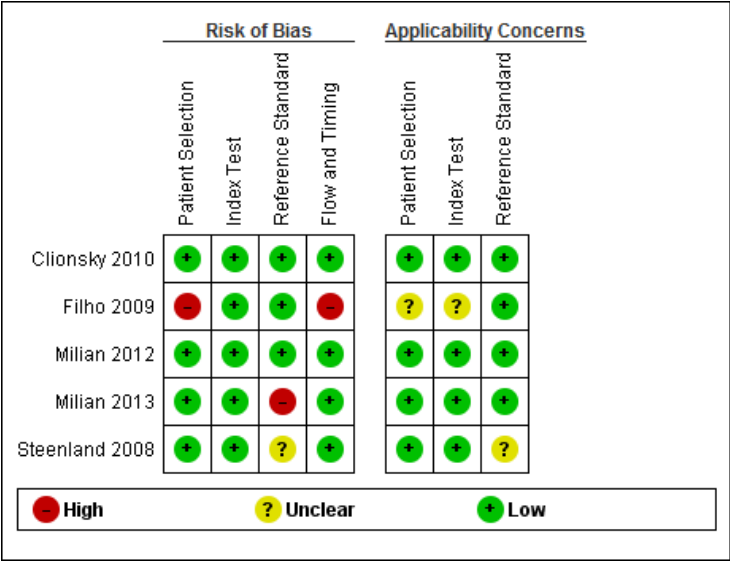 Risk of Bias Applicability Concerns
Patient Selection
Index Test
Reference Standard
Flow and Timing
Patient Selection
Index Test
Reference Standard
Clionsky 2010 + + + + + + +
Filho 2009 - + + - ? ? +
Milian 2012 + + + + + + +
Milian 2013 + + - + + + +
Steenland 2008 + + ? + + + ?
- High ? Unclear + Low